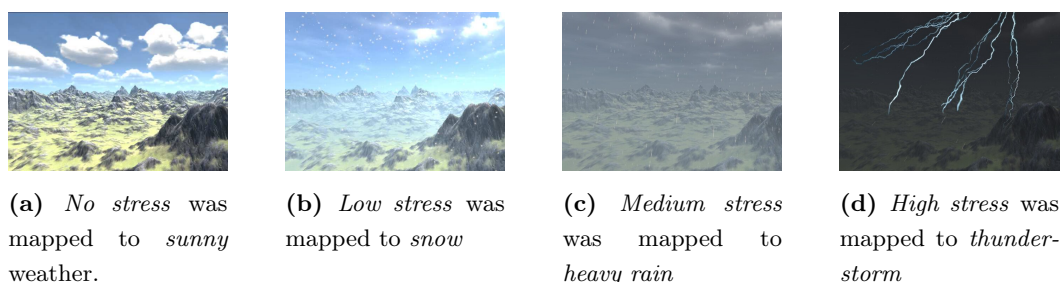 (a) No stress was
mapped to sunny
weather.
(b) Low stress was
mapped to snow
(c) Medium stress
was mapped to
heavy rain
(d) High stress was
mapped to thunder-
storm